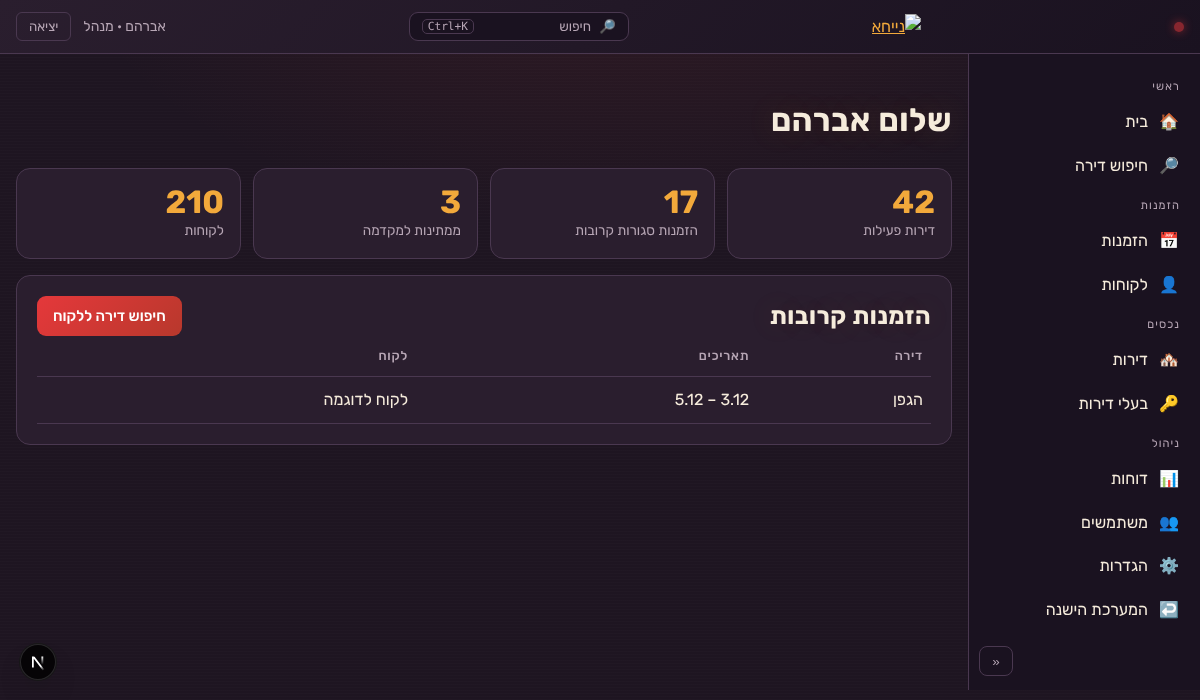 נייחא
🔎 חיפוש Ctrl+K
אברהם • מנהל
יציאה
ראשי
🏠 בית
🔎 חיפוש דירה
הזמנות
📅 הזמנות
👤 לקוחות
נכסים
🏘️ דירות
🔑 בעלי דירות
ניהול
📊 דוחות
👥 משתמשים
⚙️ הגדרות
↩️ המערכת הישנה
»
שלום אברהם
42
דירות פעילות
17
הזמנות סגורות קרובות
3
ממתינות למקדמה
210
לקוחות
הזמנות קרובות
חיפוש דירה ללקוח
דירה תאריכים לקוח
הגפן 3.12 – 5.12 לקוח לדוגמה
N